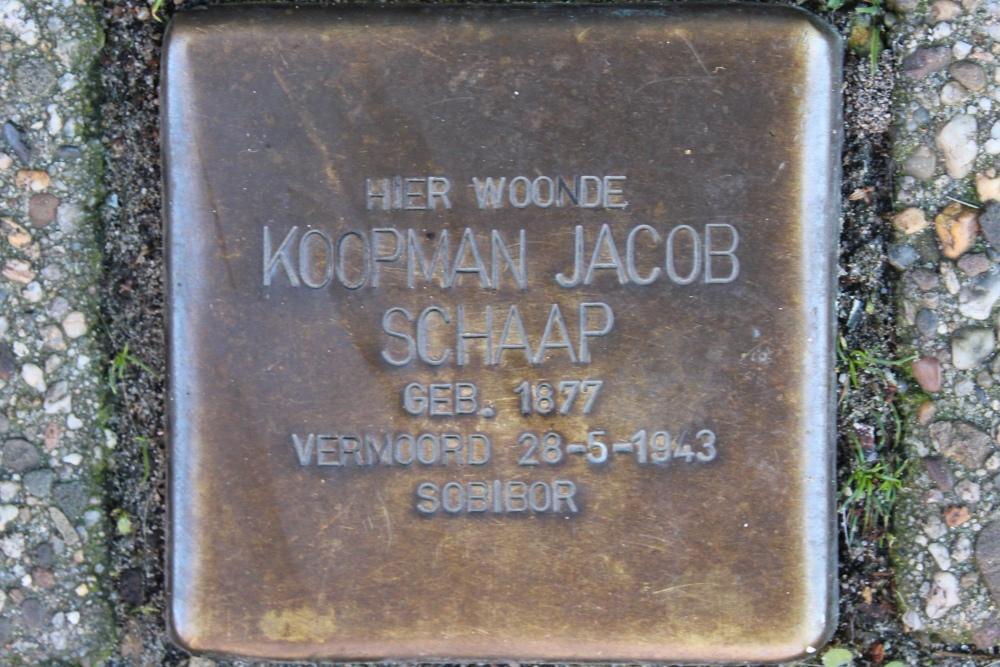 HIER WOONDE
KOOPMAN JACOB
SCHAAP
GEB. 1877
VERMOORD 28-5-1943
SOBIBOR